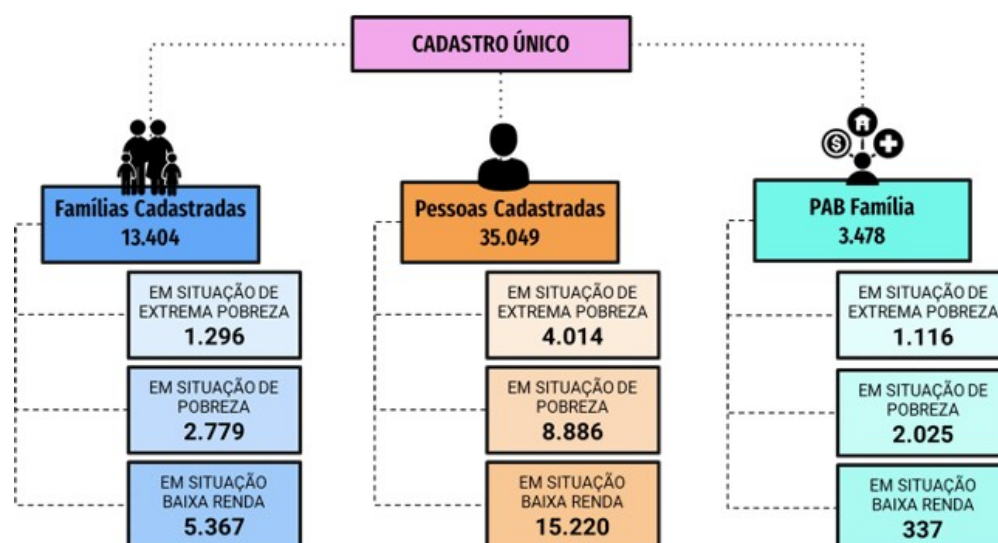 CADASTRO ÚNICO
Famílias Cadastradas
13.404
EM SITUAÇÃO DE
EXTREMA POBREZA
1.296
EM SITUAÇÃO DE
POBREZA
2.779
EM SITUAÇÃO
BAIXA RENDA
5.367
Pessoas Cadastradas
35.049
EM SITUAÇÃO DE
EXTREMA POBREZA
4.014
EM SITUAÇÃO DE
POBREZA
8.886
EM SITUAÇÃO
BAIXA RENDA
15.220
$
PAB Família
3.478
EM SITUAÇÃO DE
EXTREMA POBREZA
1.116
EM SITUAÇÃO DE
POBREZA
2.025
EM SITUAÇÃO
BAIXA RENDA
337